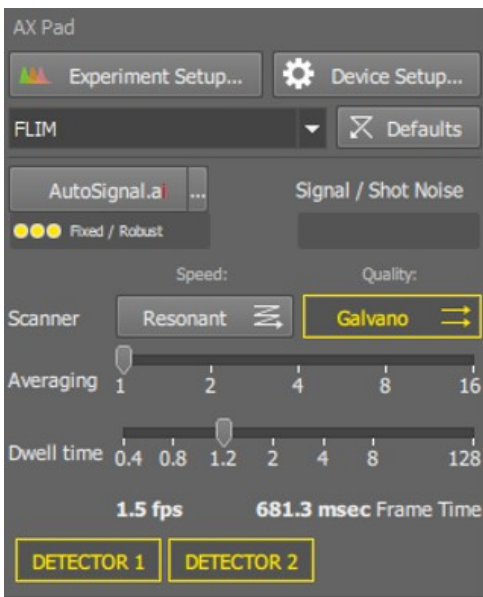 AX Pad
Experiment Setup... Device Setup...
FLIM Defaults
AutoSignal.ai ... Signal / Shot Noise
Fixed / Robust
Speed: Quality:
Scanner Resonant Galvano
Averaging 1 2 4 8 16
Dwell time 0.4 0.8 1.2 2 4 8 128
1.5 fps 681.3 msec Frame Time
DETECTOR 1 DETECTOR 2